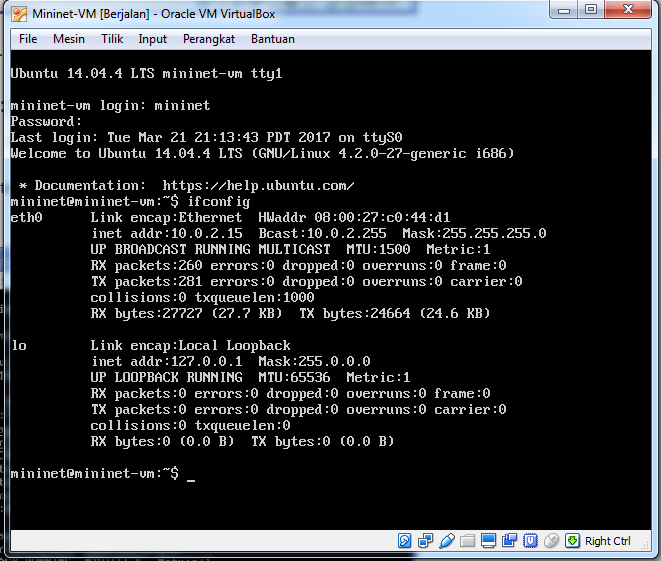 Mininet-VM [Berjalan] - Oracle VM VirtualBox
File Mesin Tilik Input Perangkat Bantuan
Ubuntu 14.04.4 LTS mininet-vm tty1
mininet-vm login: mininet
Password:
Last login: Tue Mar 21 21:13:43 PDT 2017 on ttyS0
Welcome to Ubuntu 14.04.4 LTS (GNU/Linux 4.2.0-27-generic i686)
* Documentation:  https://help.ubuntu.com/
mininet@mininet-vm:~$ ifconfig
eth0      Link encap:Ethernet  HWaddr 08:00:27:c0:44:d1
inet addr:10.0.2.15  Bcast:10.0.2.255  Mask:255.255.255.0
UP BROADCAST RUNNING MULTICAST  MTU:1500  Metric:1
RX packets:260 errors:0 dropped:0 overruns:0 frame:0
TX packets:281 errors:0 dropped:0 overruns:0 carrier:0
collisions:0 txqueuelen:1000
RX bytes:27727 (27.7 KB)  TX bytes:24664 (24.6 KB)
lo        Link encap:Local Loopback
inet addr:127.0.0.1  Mask:255.0.0.0
UP LOOPBACK RUNNING  MTU:65536  Metric:1
RX packets:0 errors:0 dropped:0 overruns:0 frame:0
TX packets:0 errors:0 dropped:0 overruns:0 carrier:0
collisions:0 txqueuelen:0
RX bytes:0 (0.0 B)  TX bytes:0 (0.0 B)
mininet@mininet-vm:~$ _
Right Ctrl